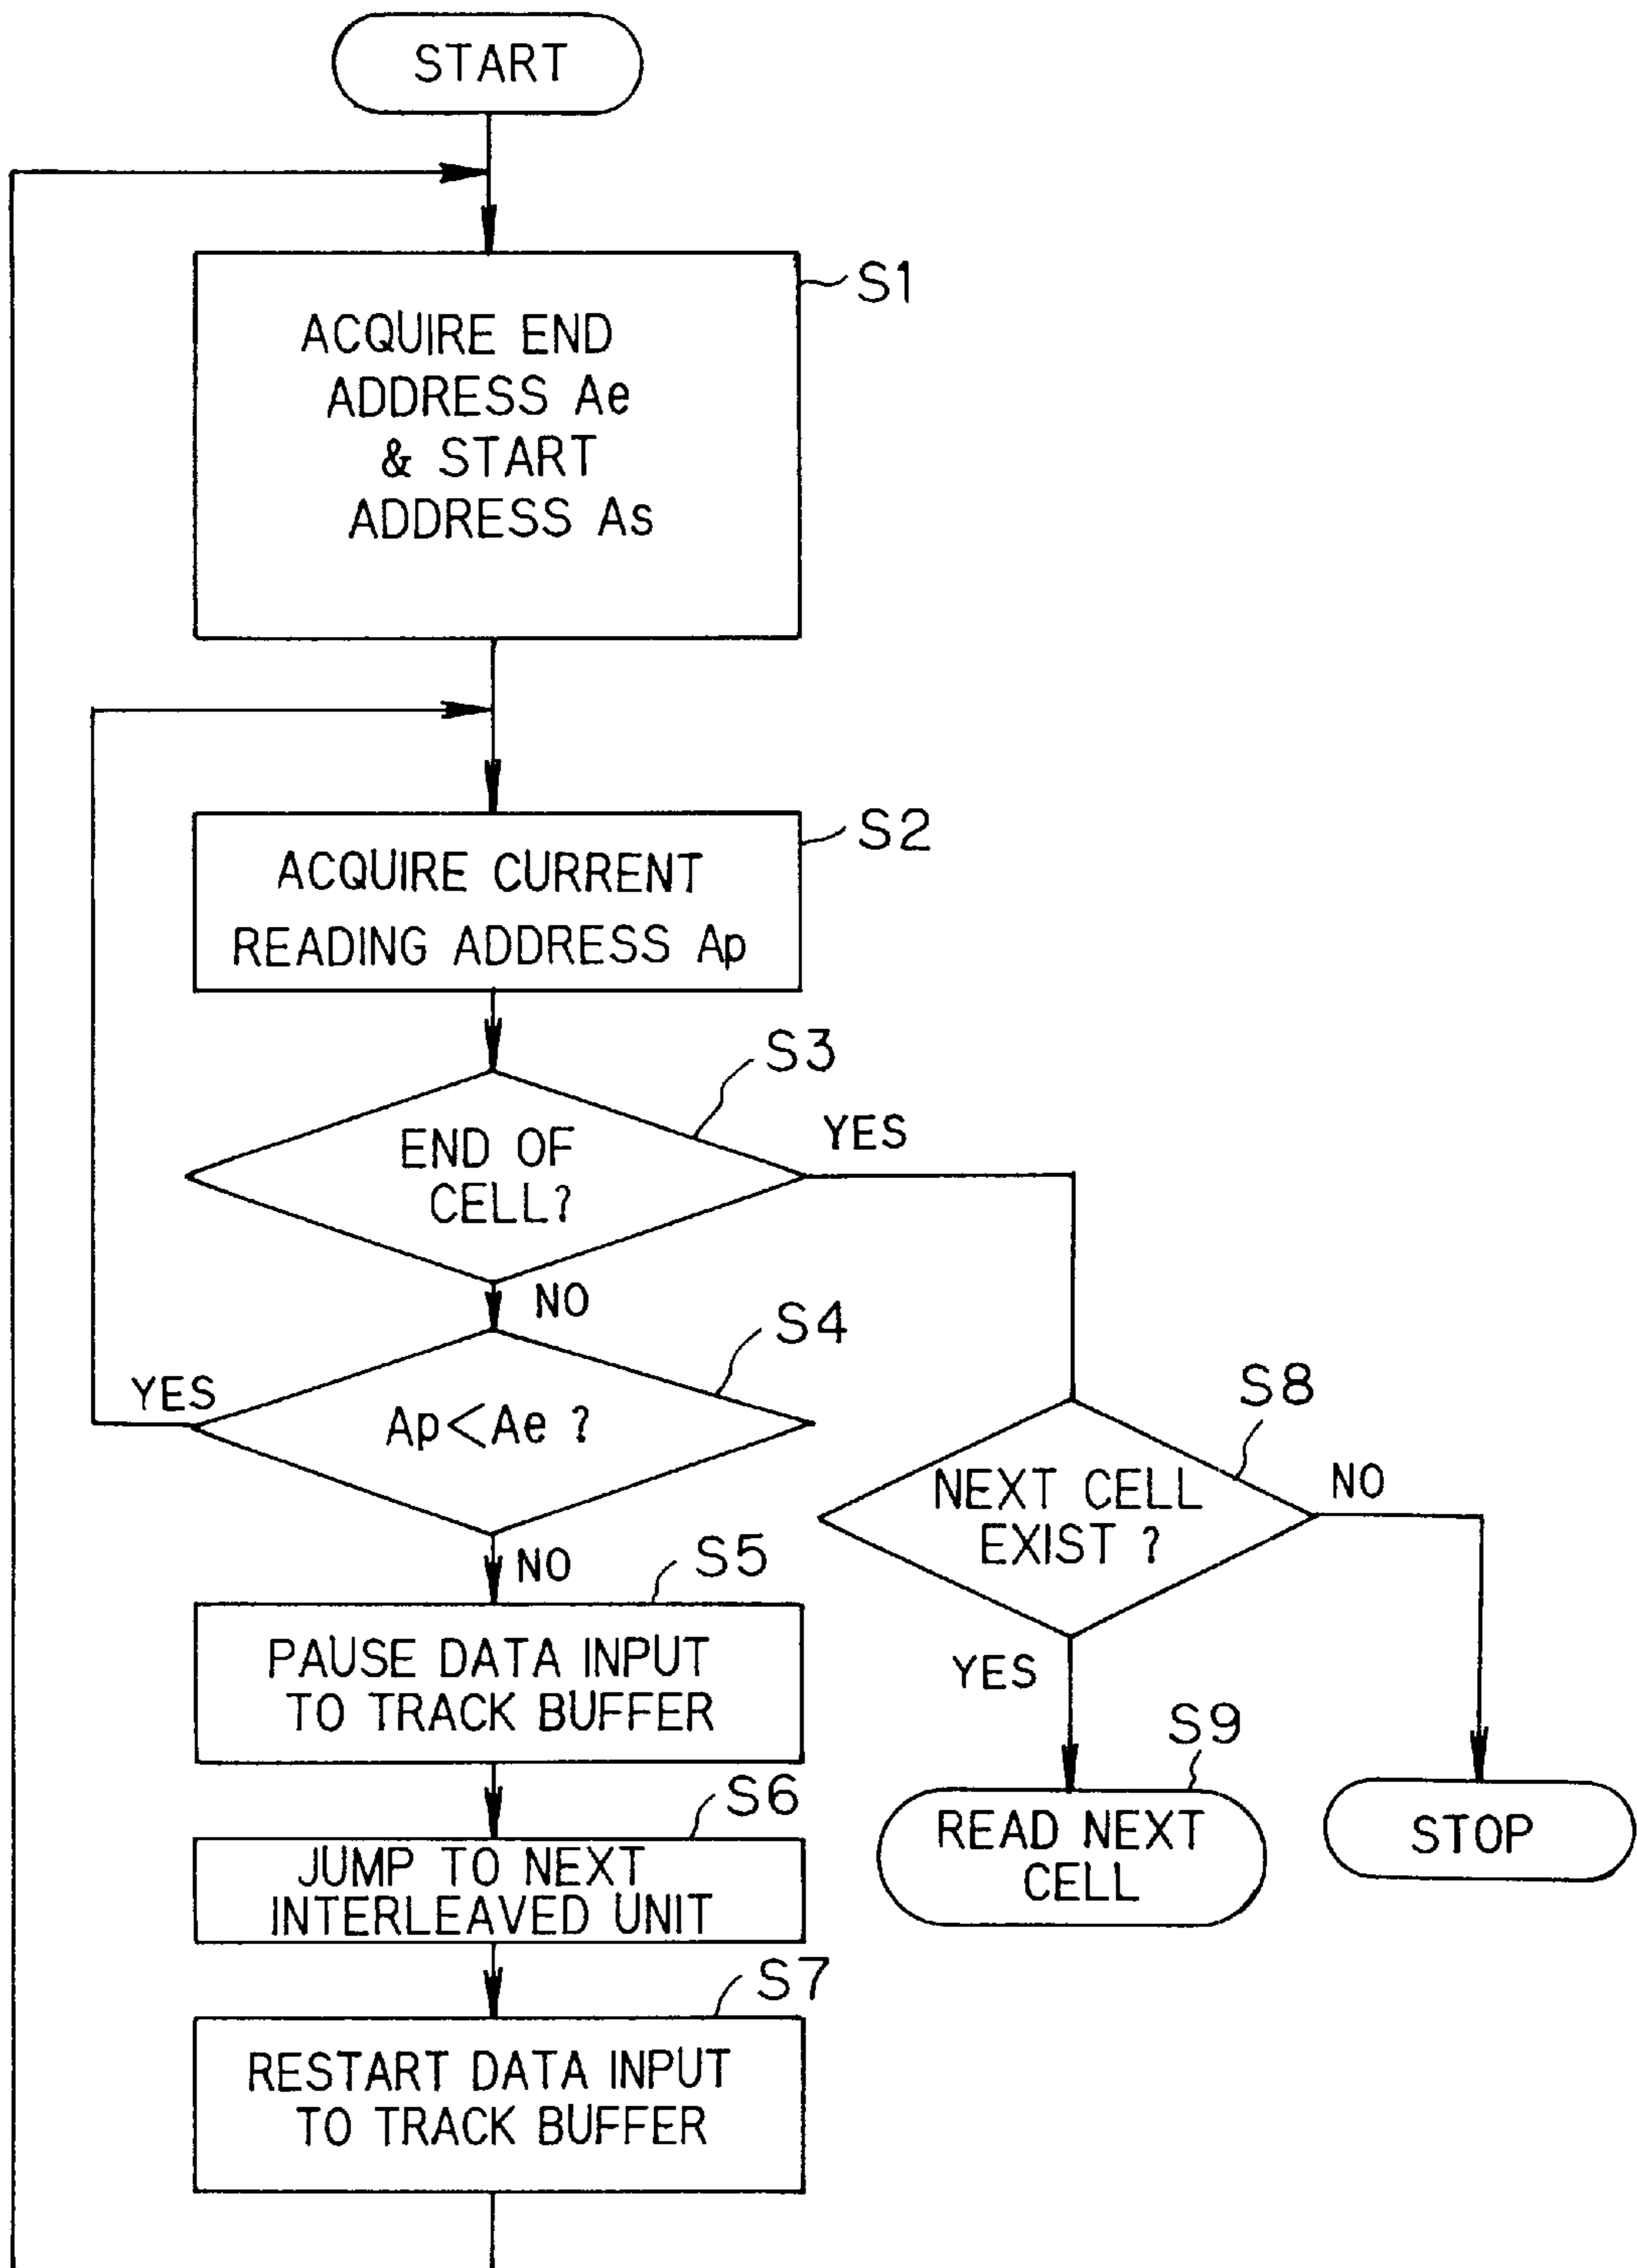 START
S1
ACQUIRE END
ADDRESS Ae
& START
ADDRESS As
S2
ACQUIRE CURRENT
READING ADDRESS Ap
S3
END OF
CELL?
YES
NO
S4
YES
Ap<Ae ?
NO
S8
NEXT CELL
EXIST ?
NO
YES
S5
PAUSE DATA INPUT
TO TRACK BUFFER
S6
JUMP TO NEXT
INTERLEAVED UNIT
S9
READ NEXT
CELL
STOP
S7
RESTART DATA INPUT
TO TRACK BUFFER